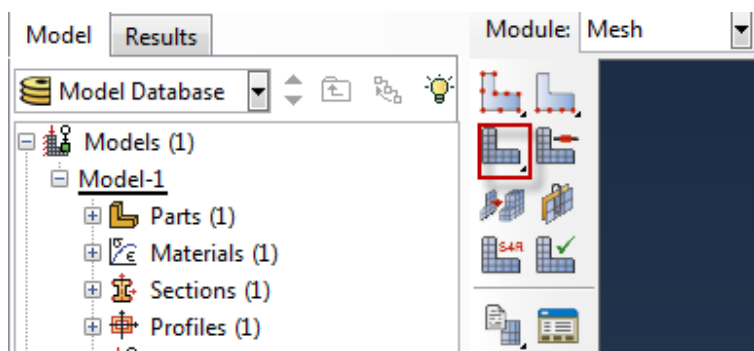 Model Results Module: Mesh
Model Database
Models (1)
Model-1
Parts (1)
Materials (1)
Sections (1)
Profiles (1)
S4R